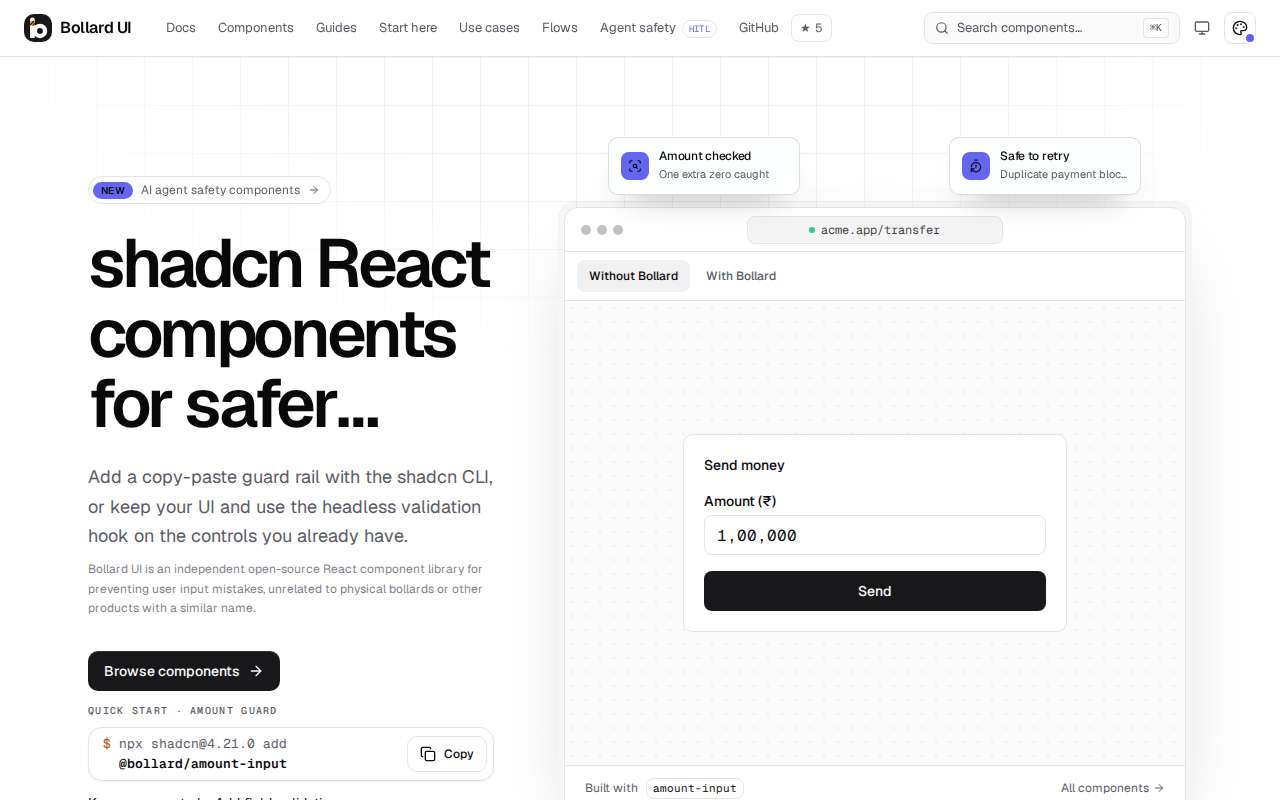 Bollard UI
Docs
Components
Guides
Start here
Use cases
Flows
Agent safety HITL
GitHub
★ 5
Search components...
⌘K
NEW AI agent safety components →
shadcn React
components
for safer...
Add a copy-paste guard rail with the shadcn CLI,
or keep your UI and use the headless validation
hook on the controls you already have.
Bollard UI is an independent open-source React component library for
preventing user input mistakes, unrelated to physical bollards or other
products with a similar name.
Browse components →
QUICK START · AMOUNT GUARD
$ npx shadcn@4.21.0 add
@bollard/amount-input
Copy
Amount checked
One extra zero caught
Safe to retry
Duplicate payment bloc...
acme.app/transfer
Without Bollard
With Bollard
Send money
Amount (₹)
1,00,000
Send
Built with amount-input
All components →